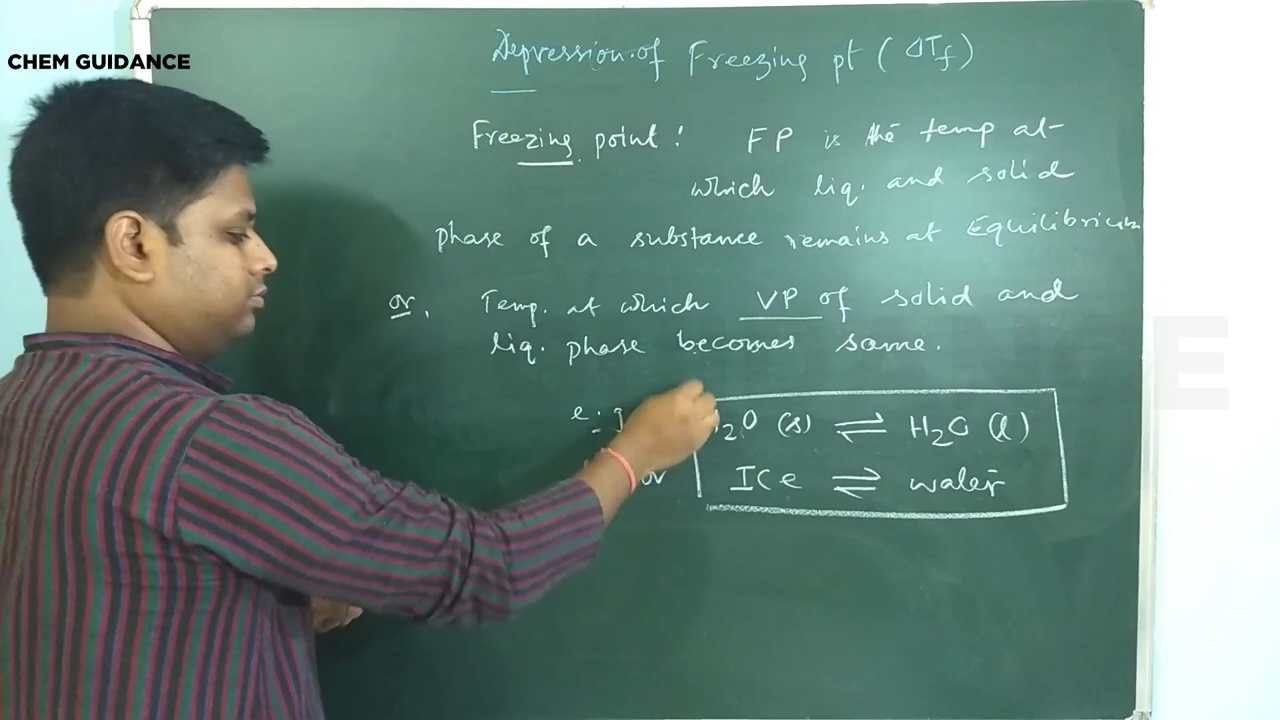 CHEM GUIDANCE
Depression of Freezing pt (ΔTf)
Freezing point : FP is the temp at
which liq. and solid
phase of a substance remains at Equilibrium
or, Temp. at which VP of solid and
liq. phase becomes same.
e.g H2O (s) ⇌ H2O (l)
or ICe ⇌ water
E